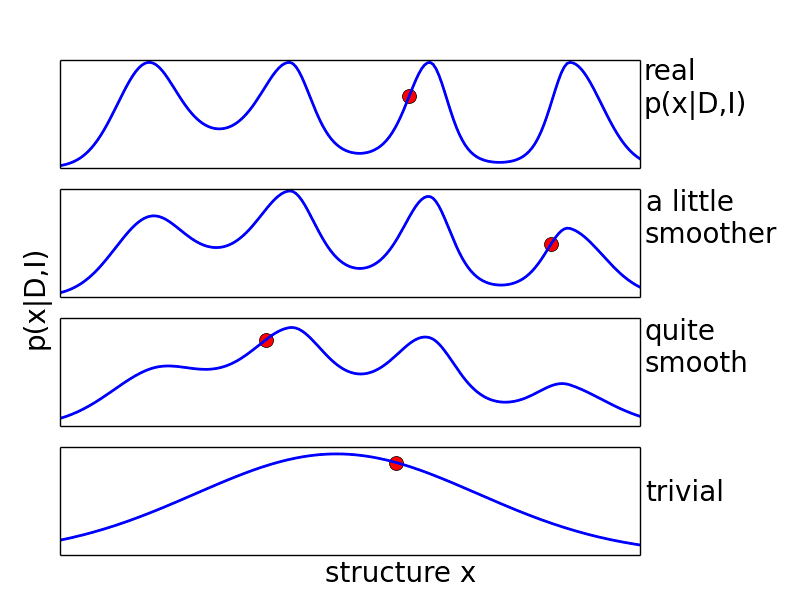 real
p(x|D,I)
a little
smoother
p(x|D,I)
quite
smooth
trivial
structure x